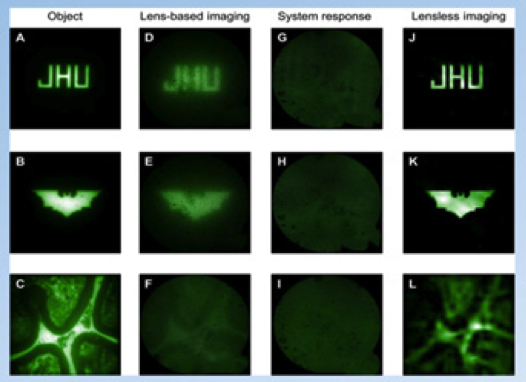 Object Lens-based imaging System response Lensless imaging
A D G J
JHU JHU JHU
B E H K
C F I L